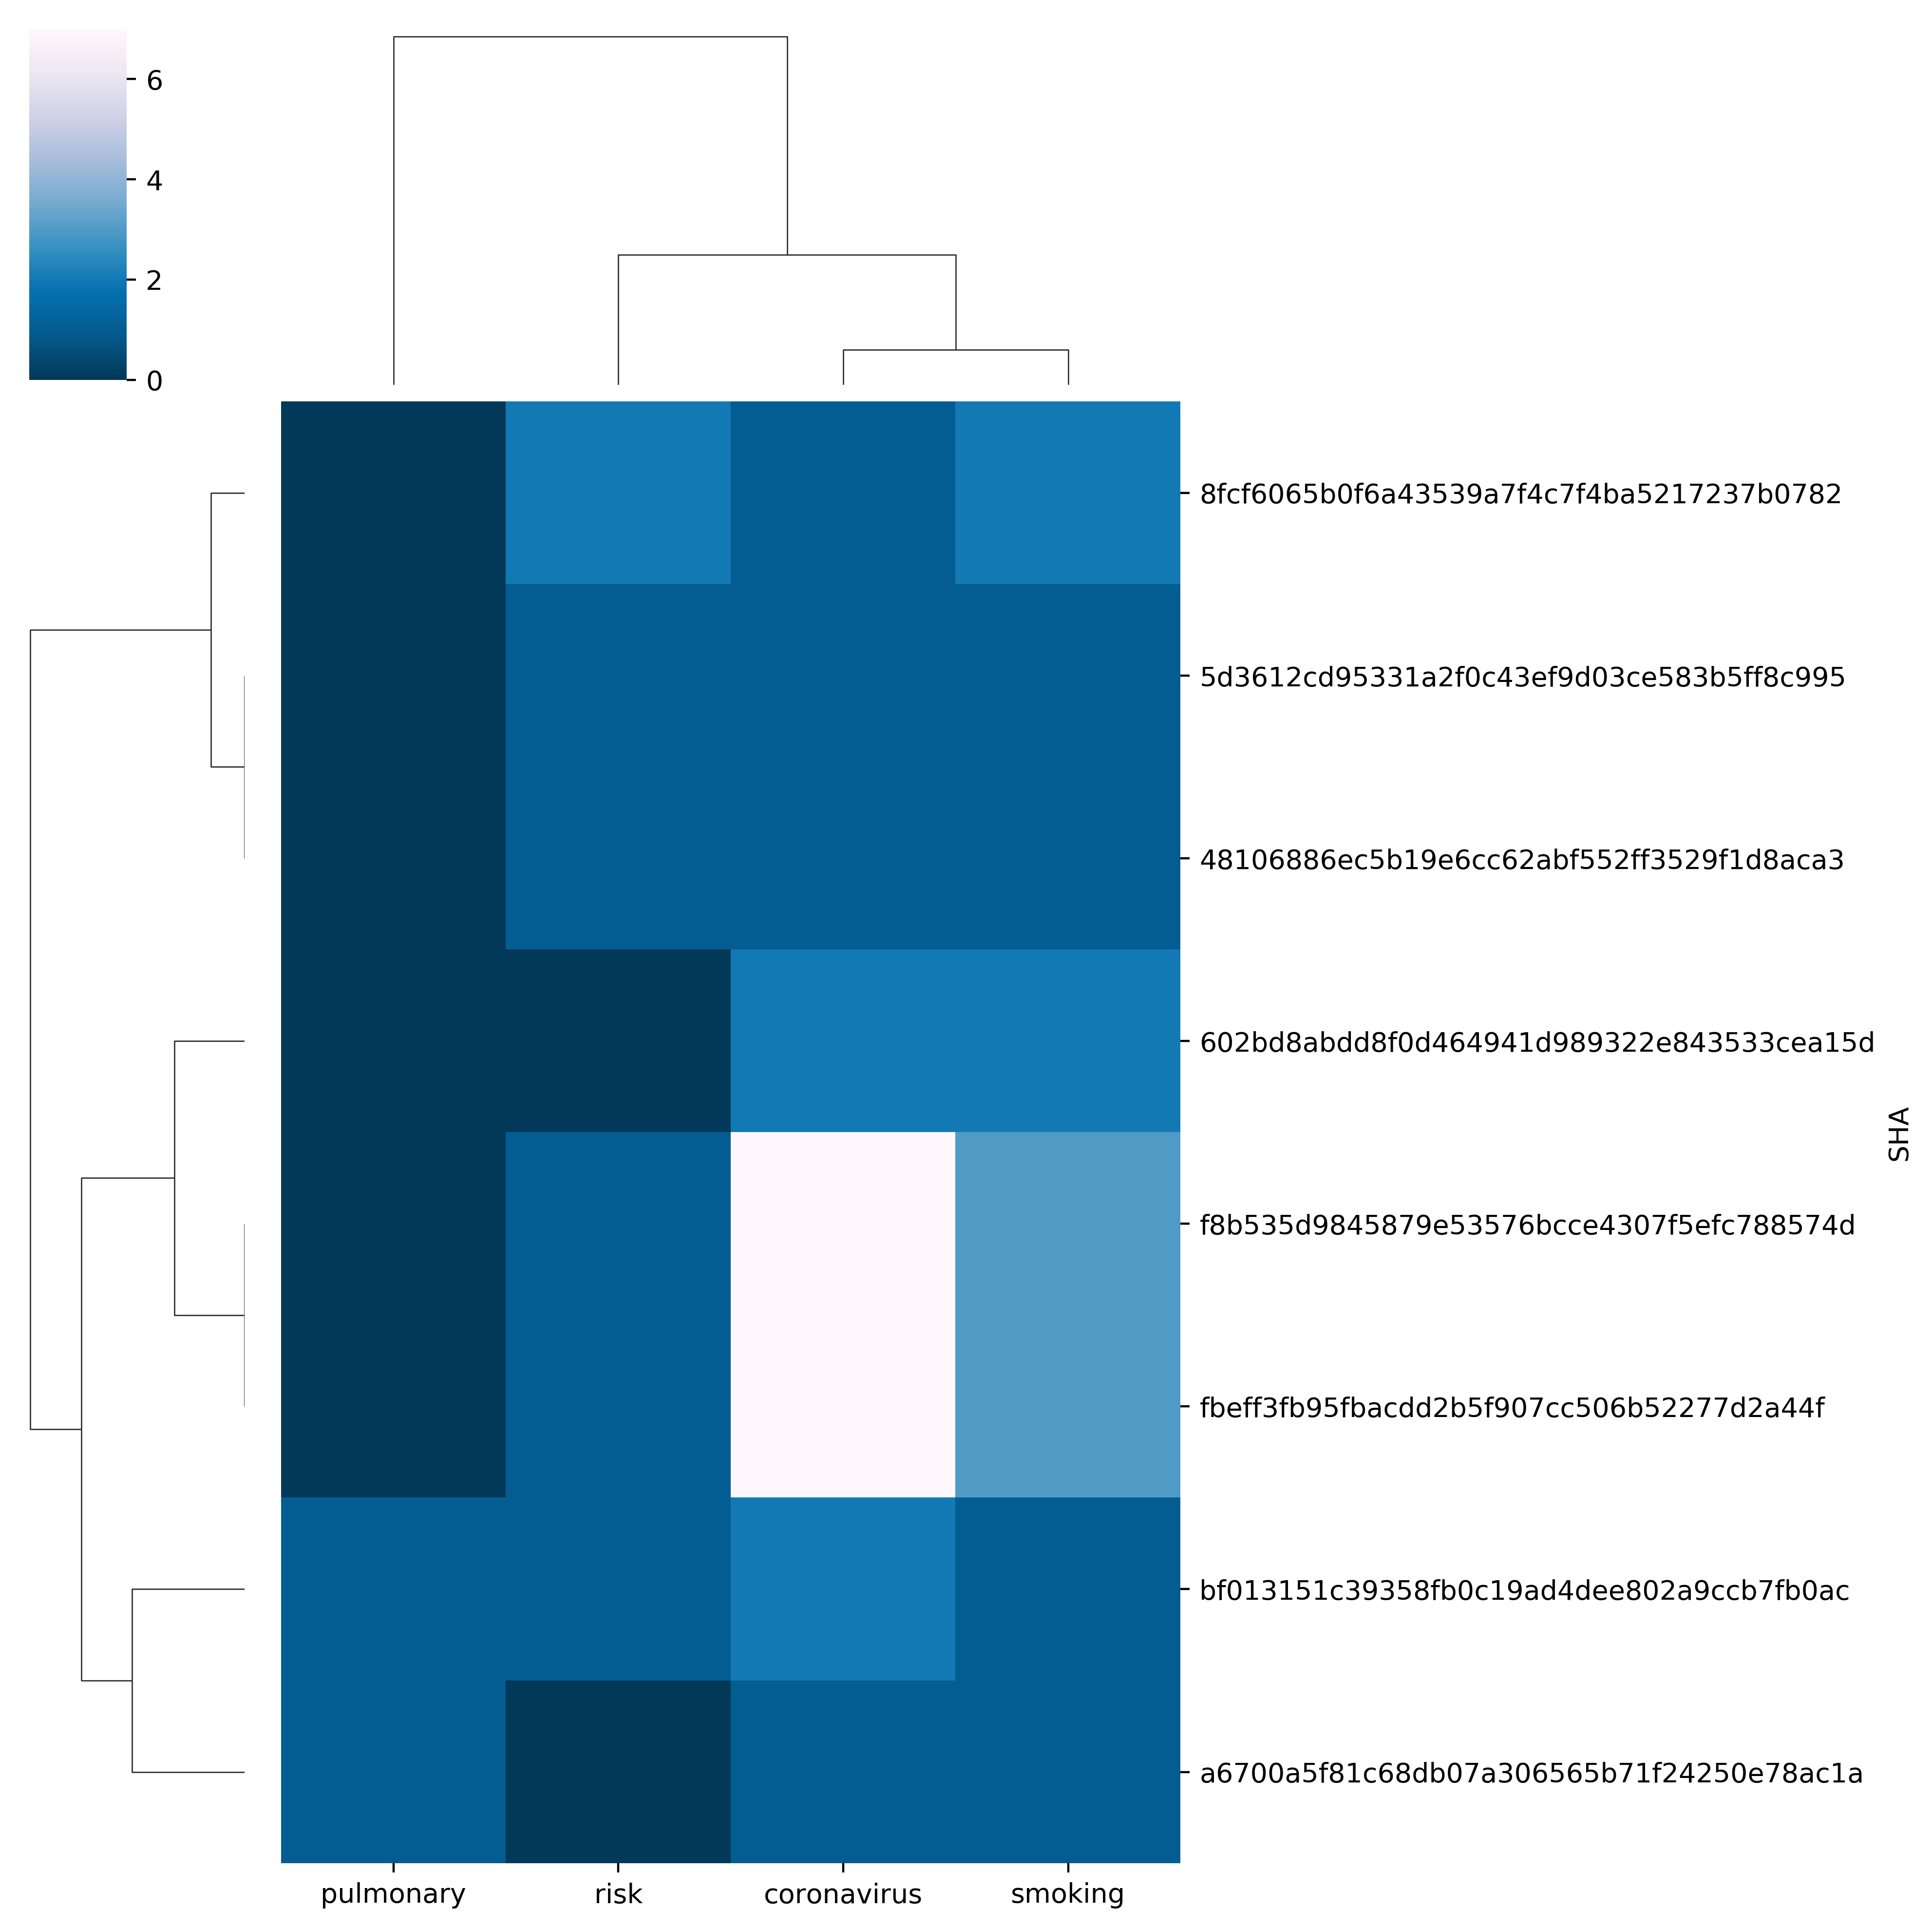 6
4
2
0
8fcf6065b0f6a43539a7f4c7f4ba5217237b0782
5d3612cd95331a2f0c43ef9d03ce583b5ff8c995
48106886ec5b19e6cc62abf552ff3529f1d8aca3
602bd8abdd8f0d464941d989322e843533cea15d
SHA
f8b535d9845879e53576bcce4307f5efc788574d
fbeff3fb95fbacdd2b5f907cc506b52277d2a44f
bf013151c39358fb0c19ad4dee802a9ccb7fb0ac
a6700a5f81c68db07a306565b71f24250e78ac1a
pulmonary risk coronavirus smoking